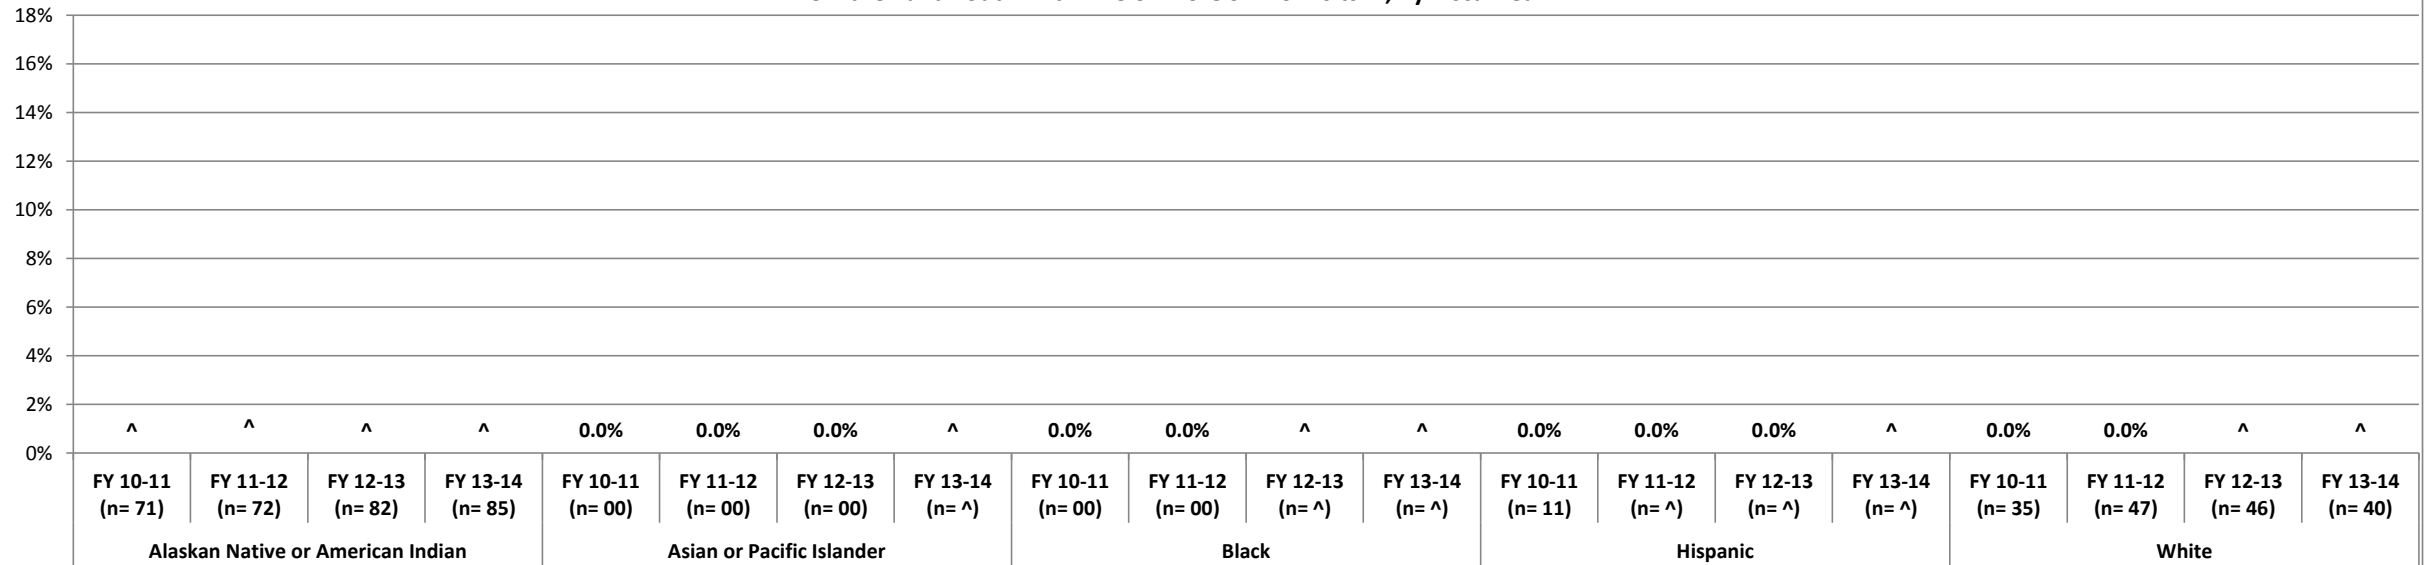 18%
16%
14%
12%
10%
8%
6%
4%
2%
0%
^ ^ ^ ^ 0.0% 0.0% 0.0% ^ 0.0% 0.0% ^ ^ 0.0% 0.0% 0.0% ^ 0.0% 0.0% ^ ^
FY 10-11 FY 11-12 FY 12-13 FY 13-14 FY 10-11 FY 11-12 FY 12-13 FY 13-14 FY 10-11 FY 11-12 FY 12-13 FY 13-14 FY 10-11 FY 11-12 FY 12-13 FY 13-14 FY 10-11 FY 11-12 FY 12-13 FY 13-14
(n= 71) (n= 72) (n= 82) (n= 85) (n= 00) (n= 00) (n= 00) (n= ^) (n= 00) (n= 00) (n= ^) (n= ^) (n= 11) (n= ^) (n= ^) (n= ^) (n= 35) (n= 47) (n= 46) (n= 40)
Alaskan Native or American Indian Asian or Pacific Islander Black Hispanic White